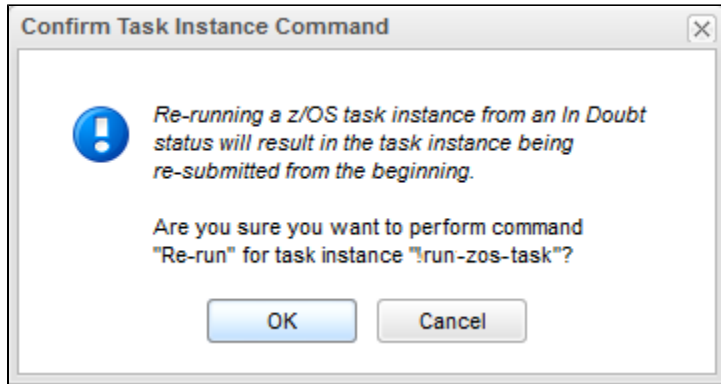 Confirm Task Instance Command
Re-running a z/OS task instance from an In Doubt
status will result in the task instance being
re-submitted from the beginning.
Are you sure you want to perform command
"Re-run" for task instance "!run-zos-task"?
OK
Cancel